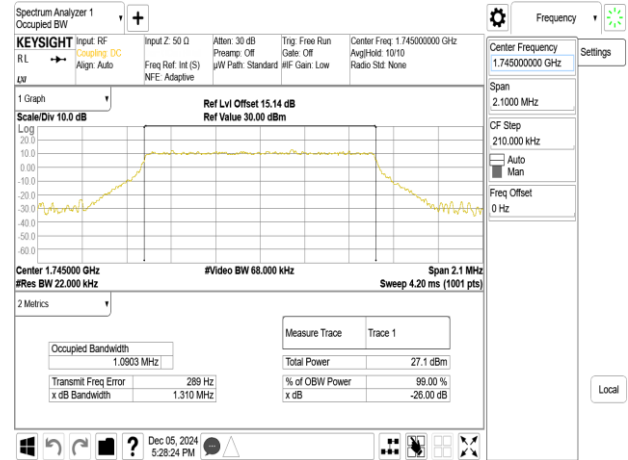 Spectrum Analyzer 1
Occupied BW
Frequency
KEYSIGHT
Input: RF
Coupling: DC
Align: Auto
Input Z: 50 Ω
Freq Ref: Int (S)
NFE: Adaptive
Atten: 30 dB
Preamp: Off
µW Path: Standard
Trig: Free Run
Gate: Off
#IF Gain: Low
Center Freq: 1.745000000 GHz
Avg|Hold: 10/10
Radio Std: None
RL
LXI
Center Frequency
1.745000000 GHz
Settings
Span
2.1000 MHz
CF Step
210.000 kHz
Auto
Man
Freq Offset
0 Hz
1 Graph
Ref Lvl Offset 15.14 dB
Scale/Div 10.0 dB
Ref Value 30.00 dBm
Log
20.0
10.0
0.00
-10.0
-20.0
-30.0
-40.0
-50.0
-60.0
Center 1.745000 GHz
#Video BW 68.000 kHz
Span 2.1 MHz
#Res BW 22.000 kHz
Sweep 4.20 ms (1001 pts)
2 Metrics
Measure Trace
Trace 1
Occupied Bandwidth
1.0903 MHz
Total Power
27.1 dBm
Transmit Freq Error
289 Hz
% of OBW Power
99.00 %
x dB Bandwidth
1.310 MHz
x dB
-26.00 dB
Local
?
Dec 05, 2024
5:28:24 PM